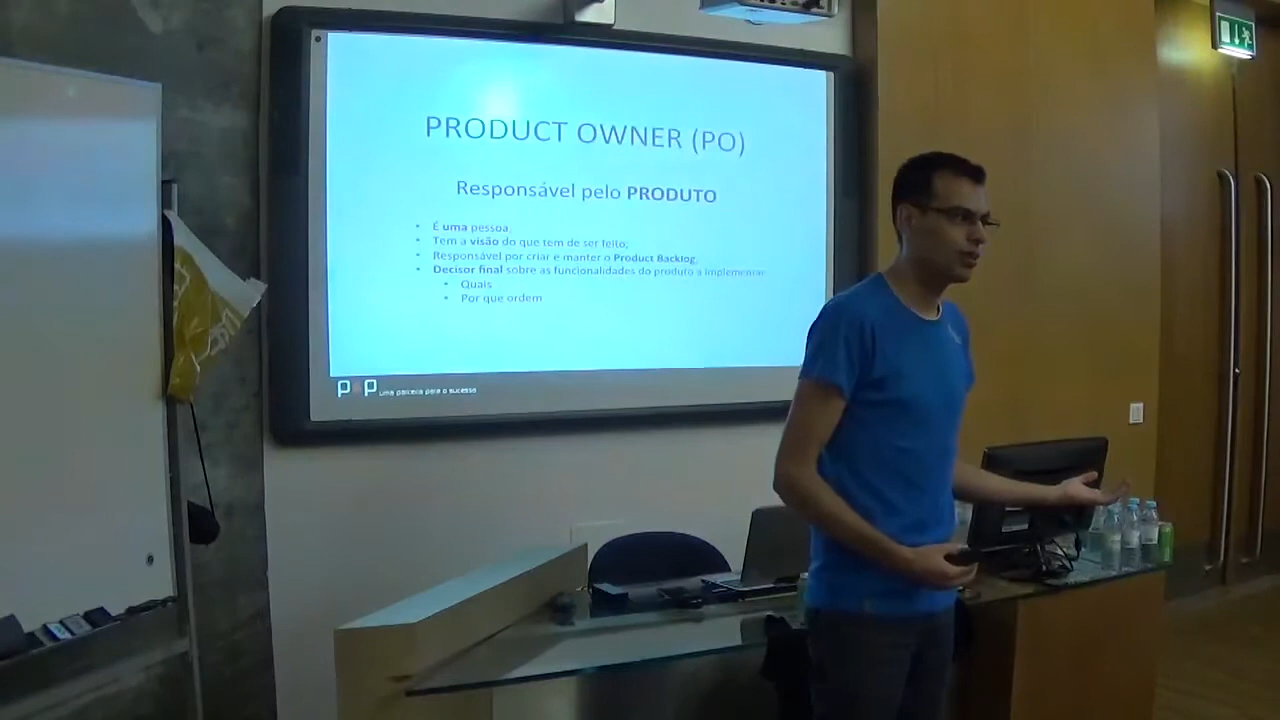 PRODUCT OWNER (PO)
Responsável pelo PRODUTO
• É uma pessoa
• Tem a visão do que tem de ser feito;
• Responsável por criar e manter o Product Backlog;
• Decisor final sobre as funcionalidades do produto a implementar
• Quais
• Por que ordem
uma parceria para o sucesso